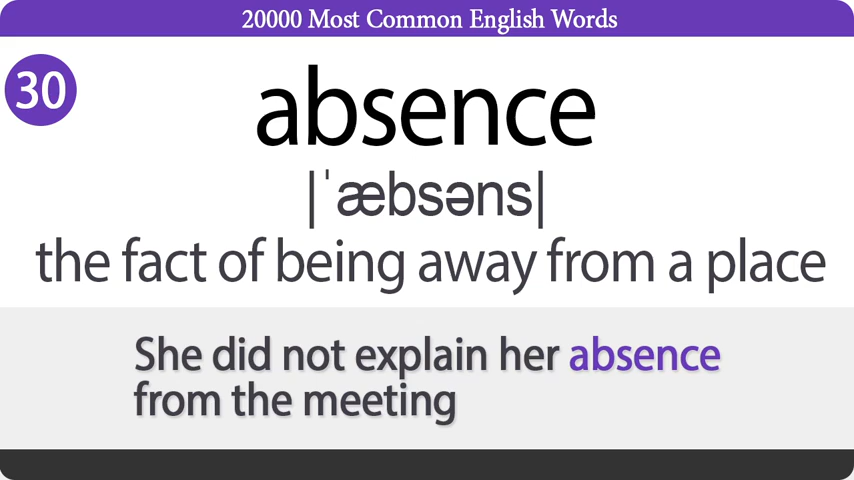 20000 Most Common English Words
30
absence
|ˈæbsəns|
the fact of being away from a place
She did not explain her absence
from the meeting